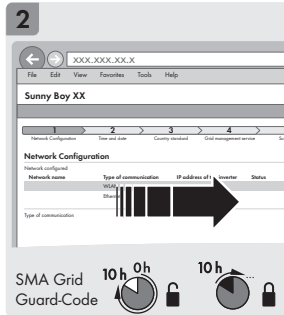 2
XXX.XXX.XX.X
File Edit View Favorites Tools Help
Sunny Boy XX
1 2 3 4
Network Configuration Time and date Country standard Grid management service
Network Configuration
Network configured
Network name Type of communication IP address of inverter Status
WLAN
Ethernet
Type of communication
10 h 0h 10 h ...
SMA Grid
Guard-Code